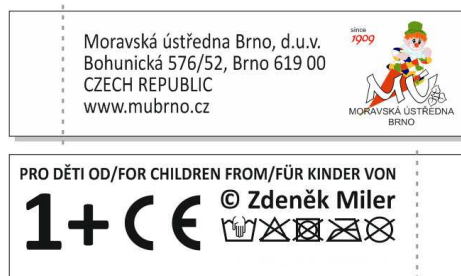 Moravská ústředna Brno, d.u.v.
Bohunická 576/52, Brno 619 00
CZECH REPUBLIC
www.mubrno.cz
since
1909
MU
MORAVSKÁ ÚSTŘEDNA
BRNO
PRO DĚTI OD/FOR CHILDREN FROM/FÜR KINDER VON
1+ CE
© Zdeněk Miler